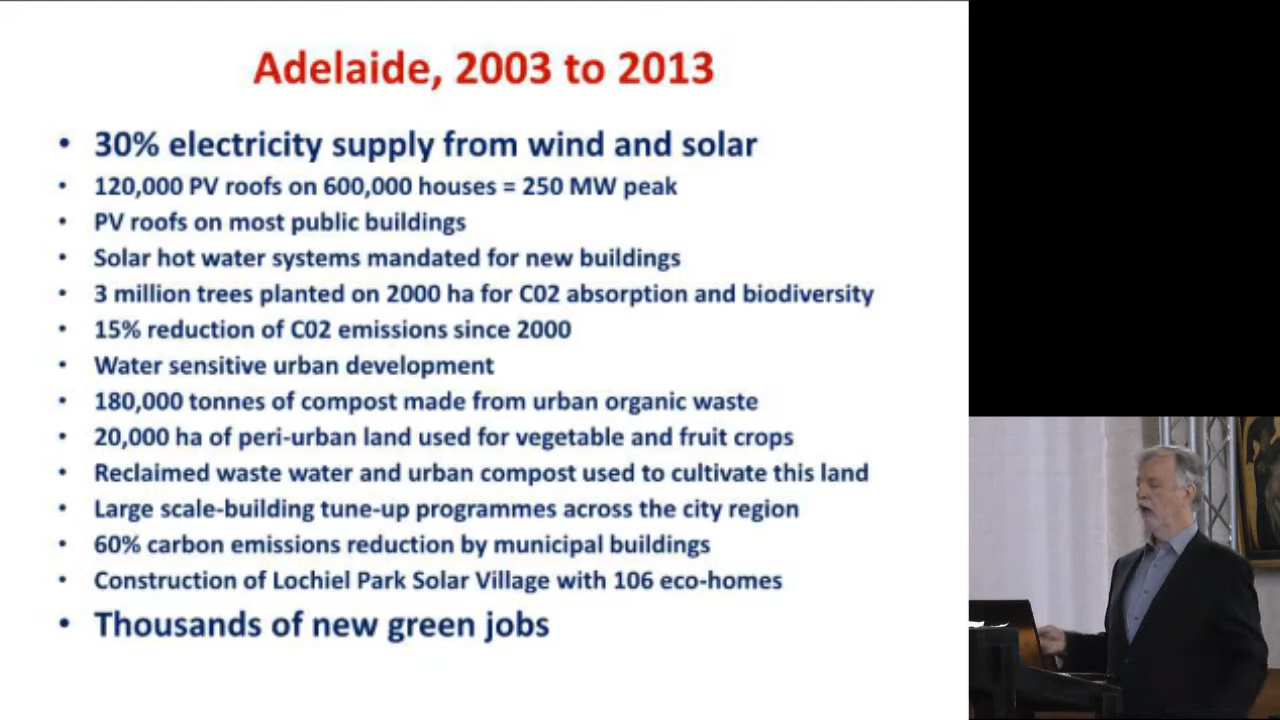 Adelaide, 2003 to 2013
• 30% electricity supply from wind and solar
• 120,000 PV roofs on 600,000 houses = 250 MW peak
• PV roofs on most public buildings
• Solar hot water systems mandated for new buildings
• 3 million trees planted on 2000 ha for C02 absorption and biodiversity
• 15% reduction of C02 emissions since 2000
• Water sensitive urban development
• 180,000 tonnes of compost made from urban organic waste
• 20,000 ha of peri-urban land used for vegetable and fruit crops
• Reclaimed waste water and urban compost used to cultivate this land
• Large scale-building tune-up programmes across the city region
• 60% carbon emissions reduction by municipal buildings
• Construction of Lochiel Park Solar Village with 106 eco-homes
• Thousands of new green jobs